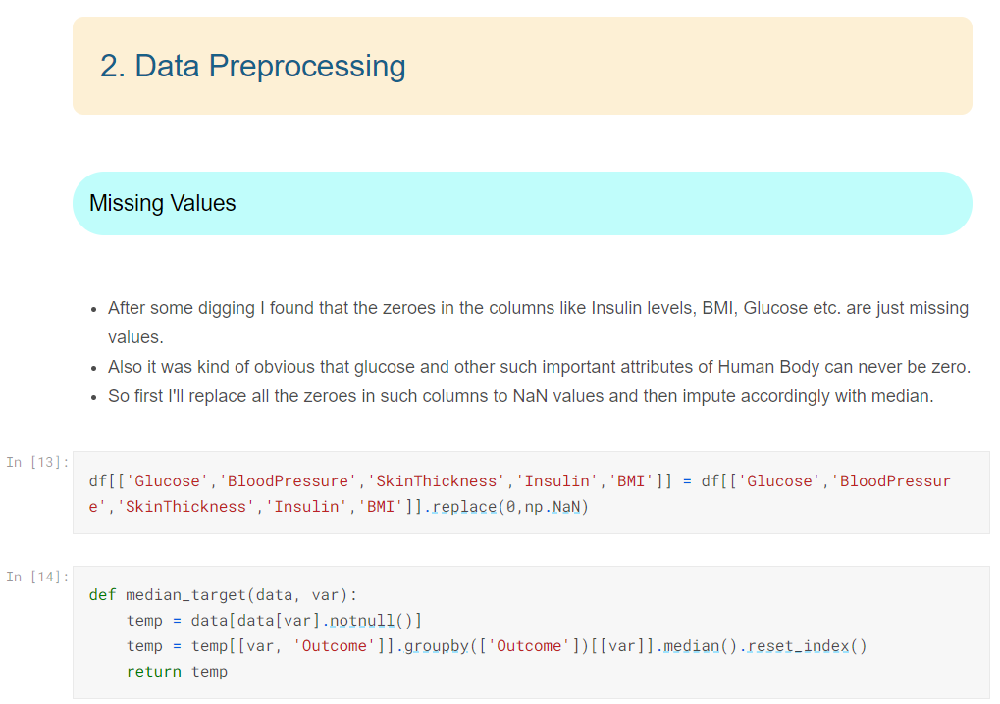 2. Data Preprocessing
Missing Values
• After some digging I found that the zeroes in the columns like Insulin levels, BMI, Glucose etc. are just missing
values.
• Also it was kind of obvious that glucose and other such important attributes of Human Body can never be zero.
• So first I'll replace all the zeroes in such columns to NaN values and then impute accordingly with median.
In [13]:
df[['Glucose','BloodPressure','SkinThickness','Insulin','BMI']] = df[['Glucose','BloodPressur
e','SkinThickness','Insulin','BMI']].replace(0,np.NaN)
In [14]:
def median_target(data, var):
    temp = data[data[var].notnull()]
    temp = temp[[var, 'Outcome']].groupby(['Outcome'])[[var]].median().reset_index()
    return temp